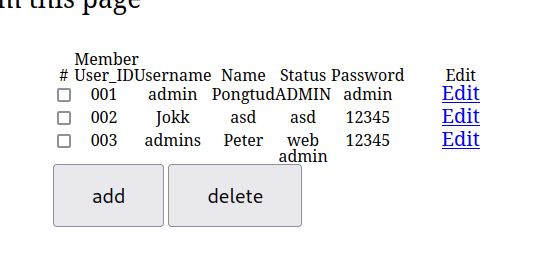 m this page
Member
# User_ID Username Name Status Password Edit
001 admin Pongtud ADMIN admin Edit
002 Jokk asd asd 12345 Edit
003 admins Peter web admin 12345 Edit
add delete